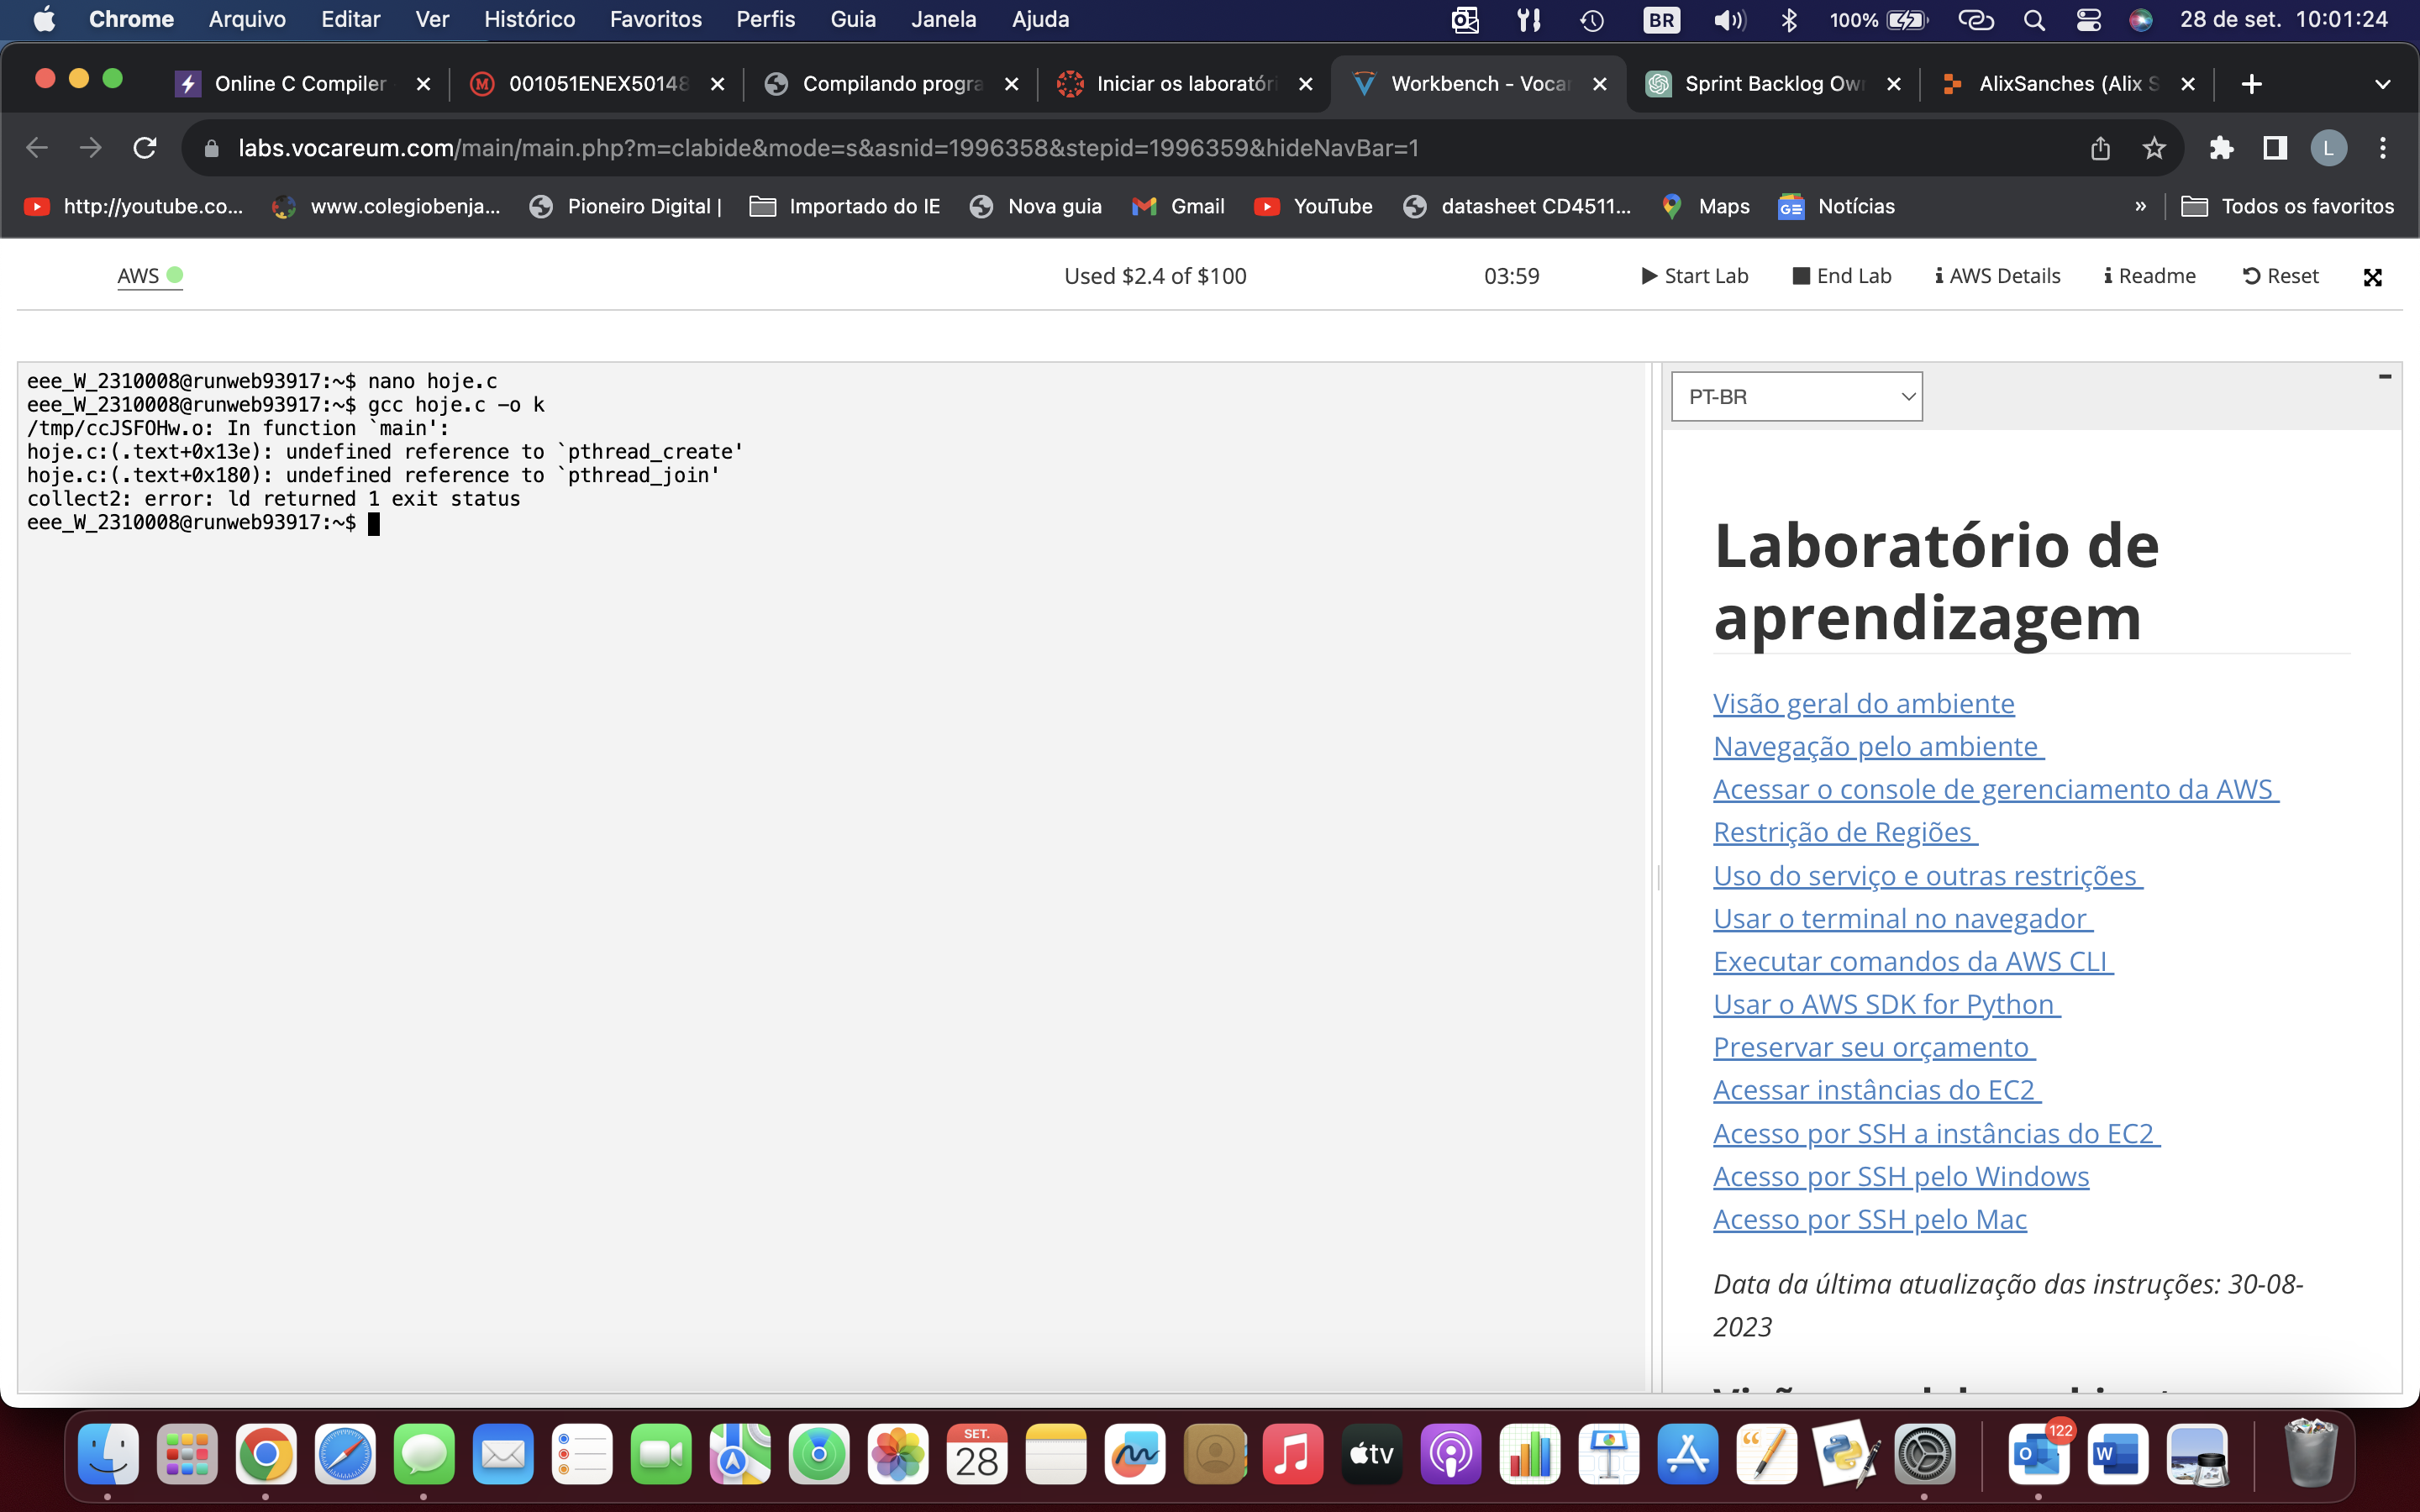 Chrome Arquivo Editar Ver Histórico Favoritos Perfis Guia Janela Ajuda BR 100% 28 de set. 10:01:24
Online C Compiler 001051ENEX50148 Compilando progra Iniciar os laboratóri Workbench - Vocar Sprint Backlog Own AlixSanches (Alix S
labs.vocareum.com/main/main.php?m=clabide&mode=s&asnid=1996358&stepid=1996359&hideNavBar=1 L
http://youtube.co... www.colegiobenja... Pioneiro Digital | Importado do IE Nova guia Gmail YouTube datasheet CD4511... Maps Notícias » Todos os favoritos
AWS Used $2.4 of $100 03:59 Start Lab End Lab AWS Details Readme Reset
eee_W_2310008@runweb93917:~$ nano hoje.c
eee_W_2310008@runweb93917:~$ gcc hoje.c -o k
/tmp/ccJSFOHw.o: In function `main':
hoje.c:(.text+0x13e): undefined reference to `pthread_create'
hoje.c:(.text+0x180): undefined reference to `pthread_join'
collect2: error: ld returned 1 exit status
eee_W_2310008@runweb93917:~$
PT-BR
Laboratório de
aprendizagem
Visão geral do ambiente
Navegação pelo ambiente
Acessar o console de gerenciamento da AWS
Restrição de Regiões
Uso do serviço e outras restrições
Usar o terminal no navegador
Executar comandos da AWS CLI
Usar o AWS SDK for Python
Preservar seu orçamento
Acessar instâncias do EC2
Acesso por SSH a instâncias do EC2
Acesso por SSH pelo Windows
Acesso por SSH pelo Mac
Data da última atualização das instruções: 30-08-
2023
SET.
28
tv
122